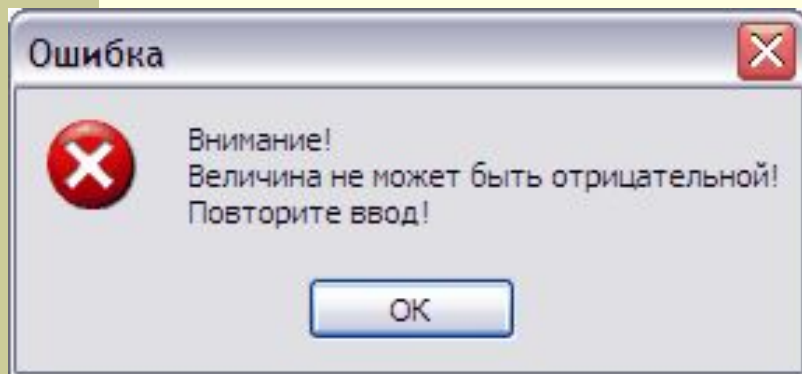 Ошибка
Внимание!
Величина не может быть отрицательной!
Повторите ввод!
OK